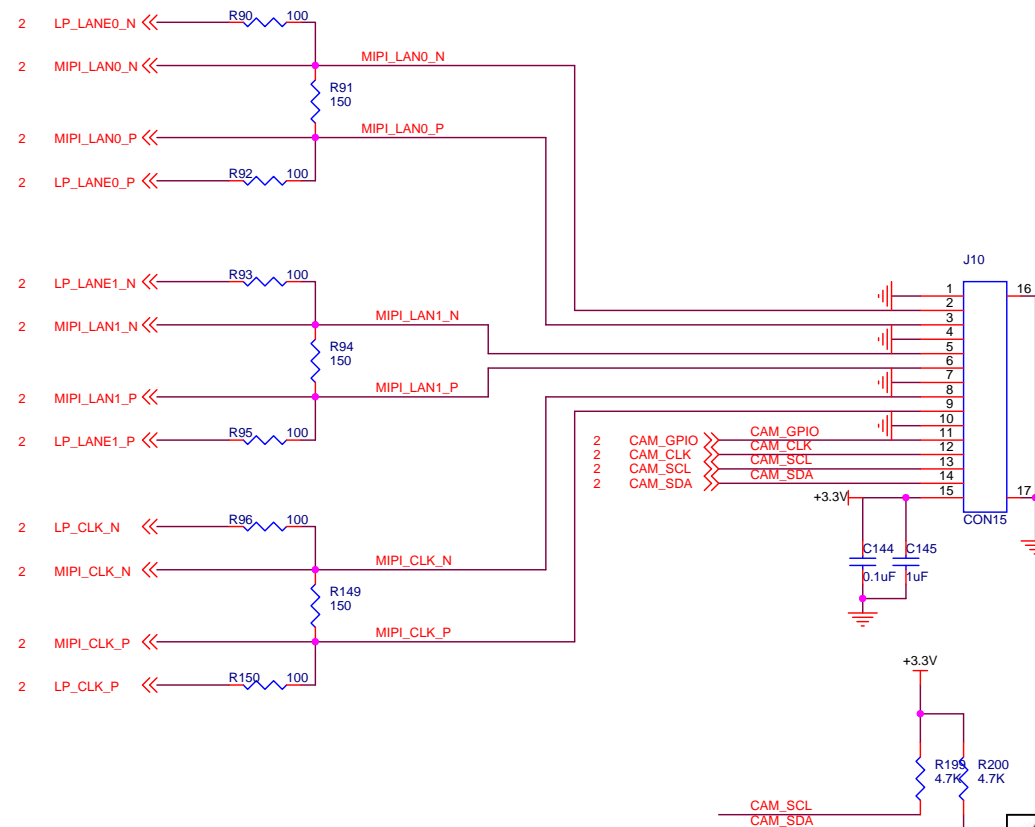 2 LP_LANE0_N R90 100
2 MIPI_LAN0_N MIPI_LAN0_N
R91
150
2 MIPI_LAN0_P MIPI_LAN0_P
2 LP_LANE0_P R92 100
2 LP_LANE1_N R93 100
2 MIPI_LAN1_N MIPI_LAN1_N
R94
150
2 MIPI_LAN1_P MIPI_LAN1_P
2 LP_LANE1_P R95 100
2 LP_CLK_N R96 100
2 MIPI_CLK_N MIPI_CLK_N
R149
150
2 MIPI_CLK_P MIPI_CLK_P
2 LP_CLK_P R150 100
J10
1 16
2
3
4
5
6
7
8
9
10
2 CAM_GPIO CAM_GPIO 11
2 CAM_CLK CAM_CLK 12
2 CAM_SCL CAM_SCL 13
2 CAM_SDA CAM_SDA 14
+3.3V 15 17
CON15
C144 C145
0.1uF 1uF
+3.3V
R199 R200
4.7K 4.7K
CAM_SCL
CAM_SDA